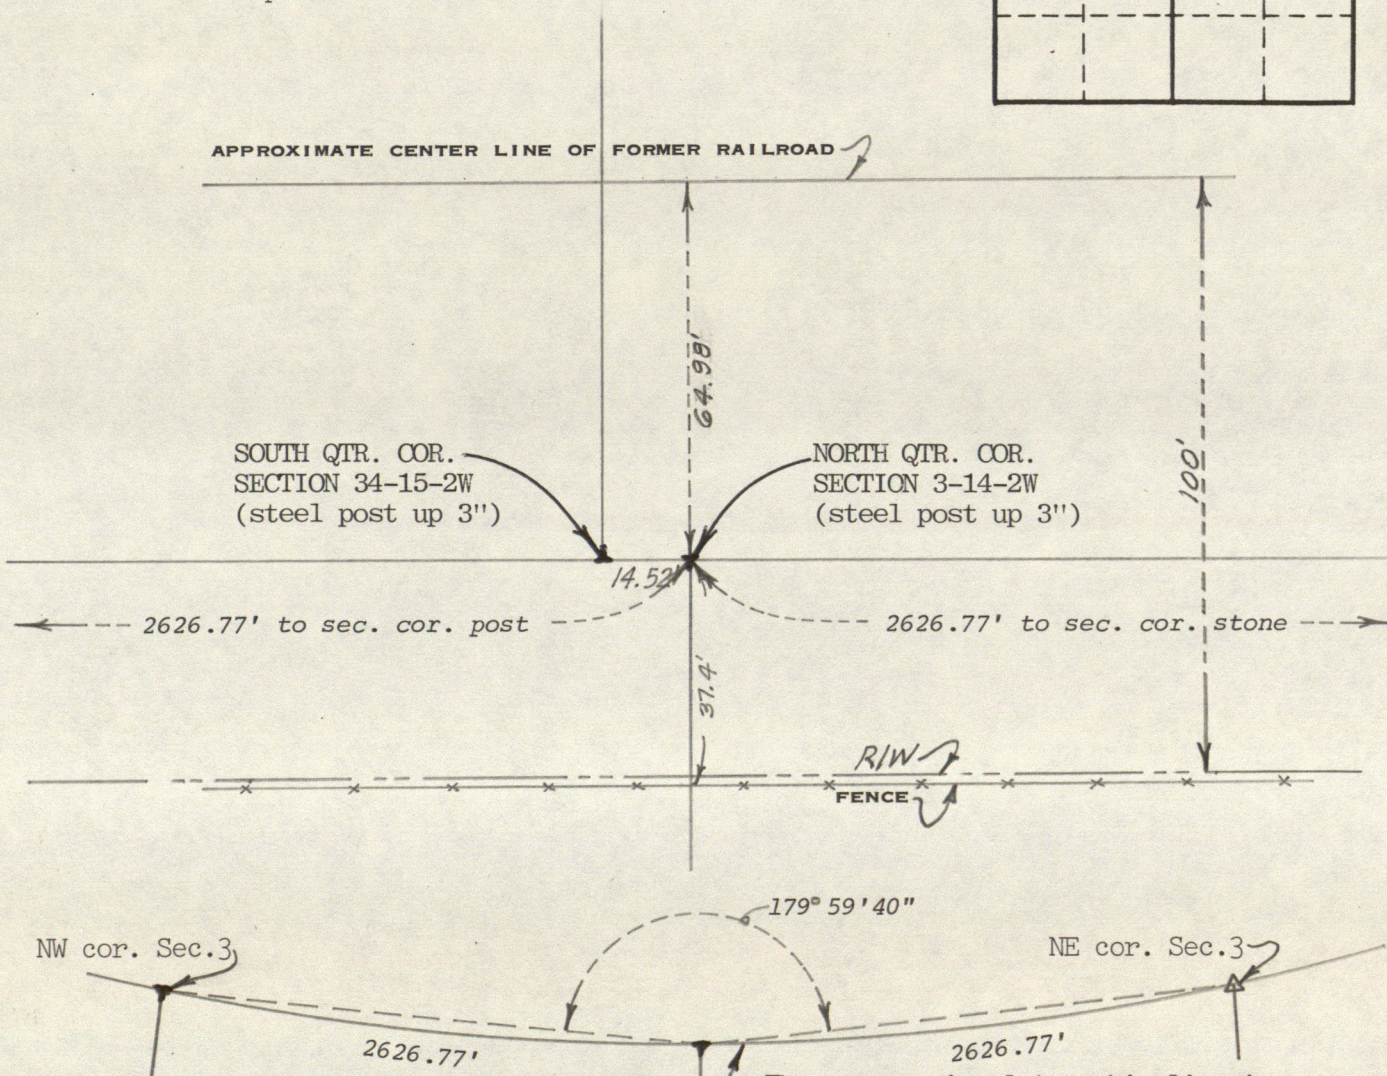 APPROXIMATE CENTER LINE OF FORMER RAILROAD
64.98'
100'
SOUTH QTR. COR.
SECTION 34-15-2W
(steel post up 3")
NORTH QTR. COR.
SECTION 3-14-2W
(steel post up 3")
14.52'
2626.77' to sec. cor. post
2626.77' to sec. cor. stone
37.4'
R/W
FENCE
179° 59'40"
NW cor. Sec.3
NE cor. Sec.3
2626.77'
2626.77'